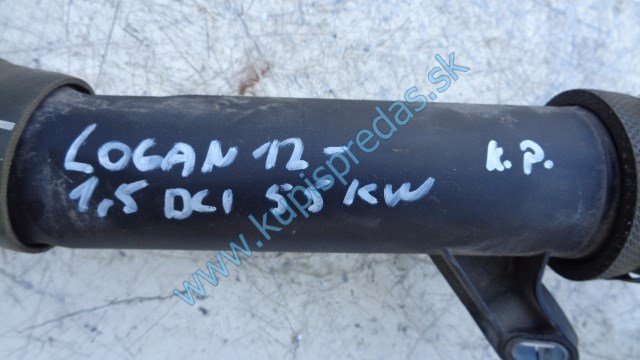 LOGAN 12-
1,5 DCI 55 KW
K.P.
www.kupispredas.sk